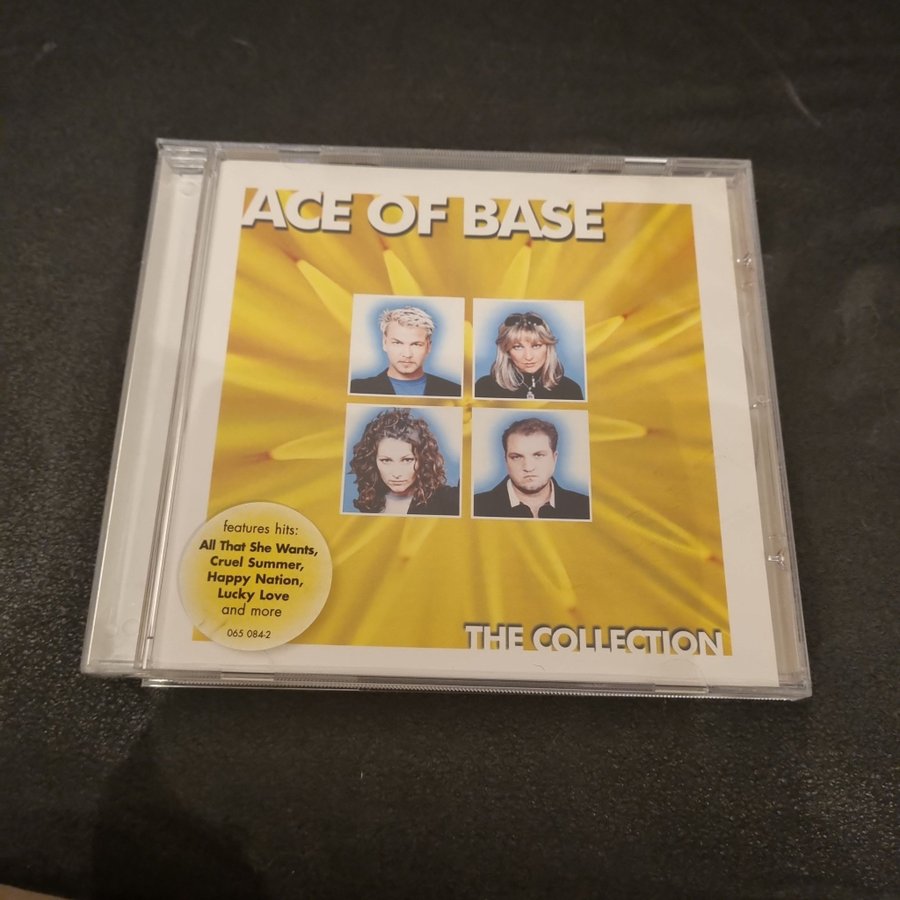 ACE OF BASE
features hits:
All That She Wants,
Cruel Summer,
Happy Nation,
Lucky Love
and more
065 084-2
THE COLLECTION